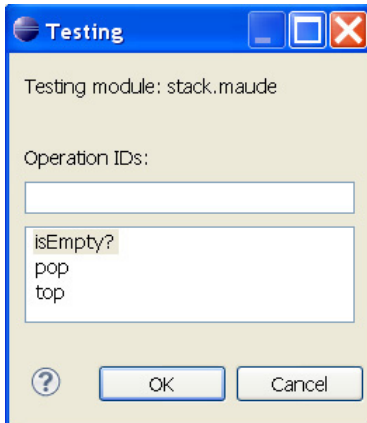 Testing
Testing module: stack.maude
Operation IDs:
isEmpty?
pop
top
?
OK
Cancel